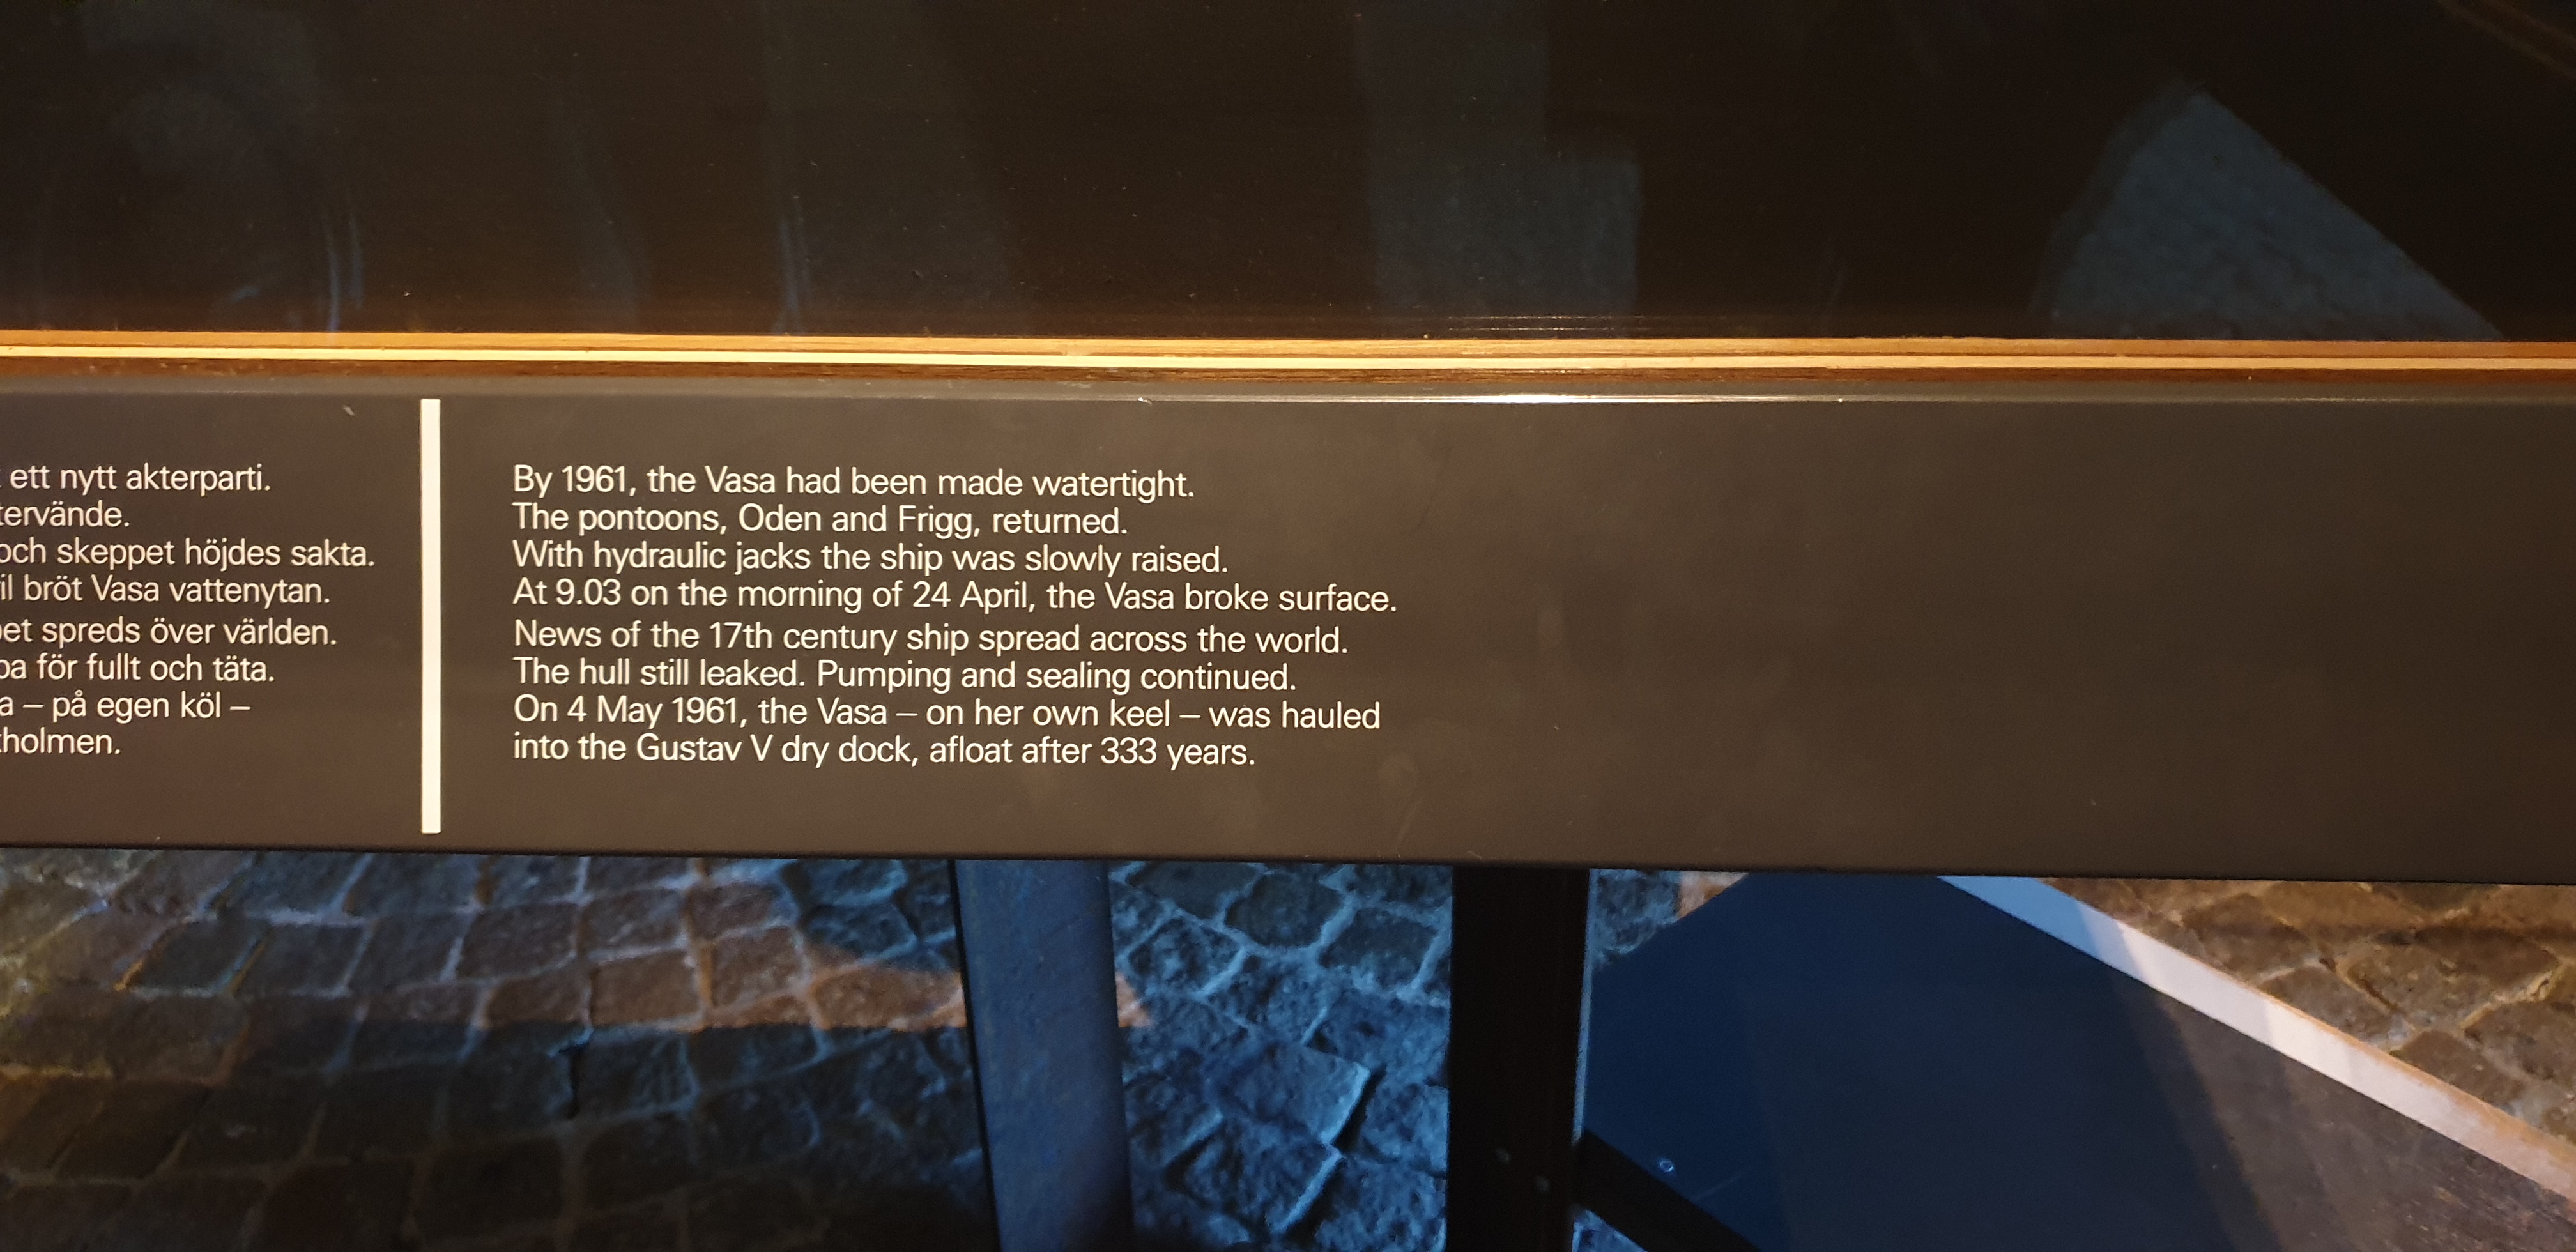 ett nytt akterparti.
och skeppet höjdes sakta.
bröt Vasa vattenytan.
spreds över världen.
för fullt och täta.
– på egen köl –
By 1961, the Vasa had been made watertight.
The pontoons, Oden and Frigg, returned.
With hydraulic jacks the ship was slowly raised.
At 9.03 on the morning of 24 April, the Vasa broke surface.
News of the 17th century ship spread across the world.
The hull still leaked. Pumping and sealing continued.
On 4 May 1961, the Vasa – on her own keel – was hauled
into the Gustav V dry dock, afloat after 333 years.